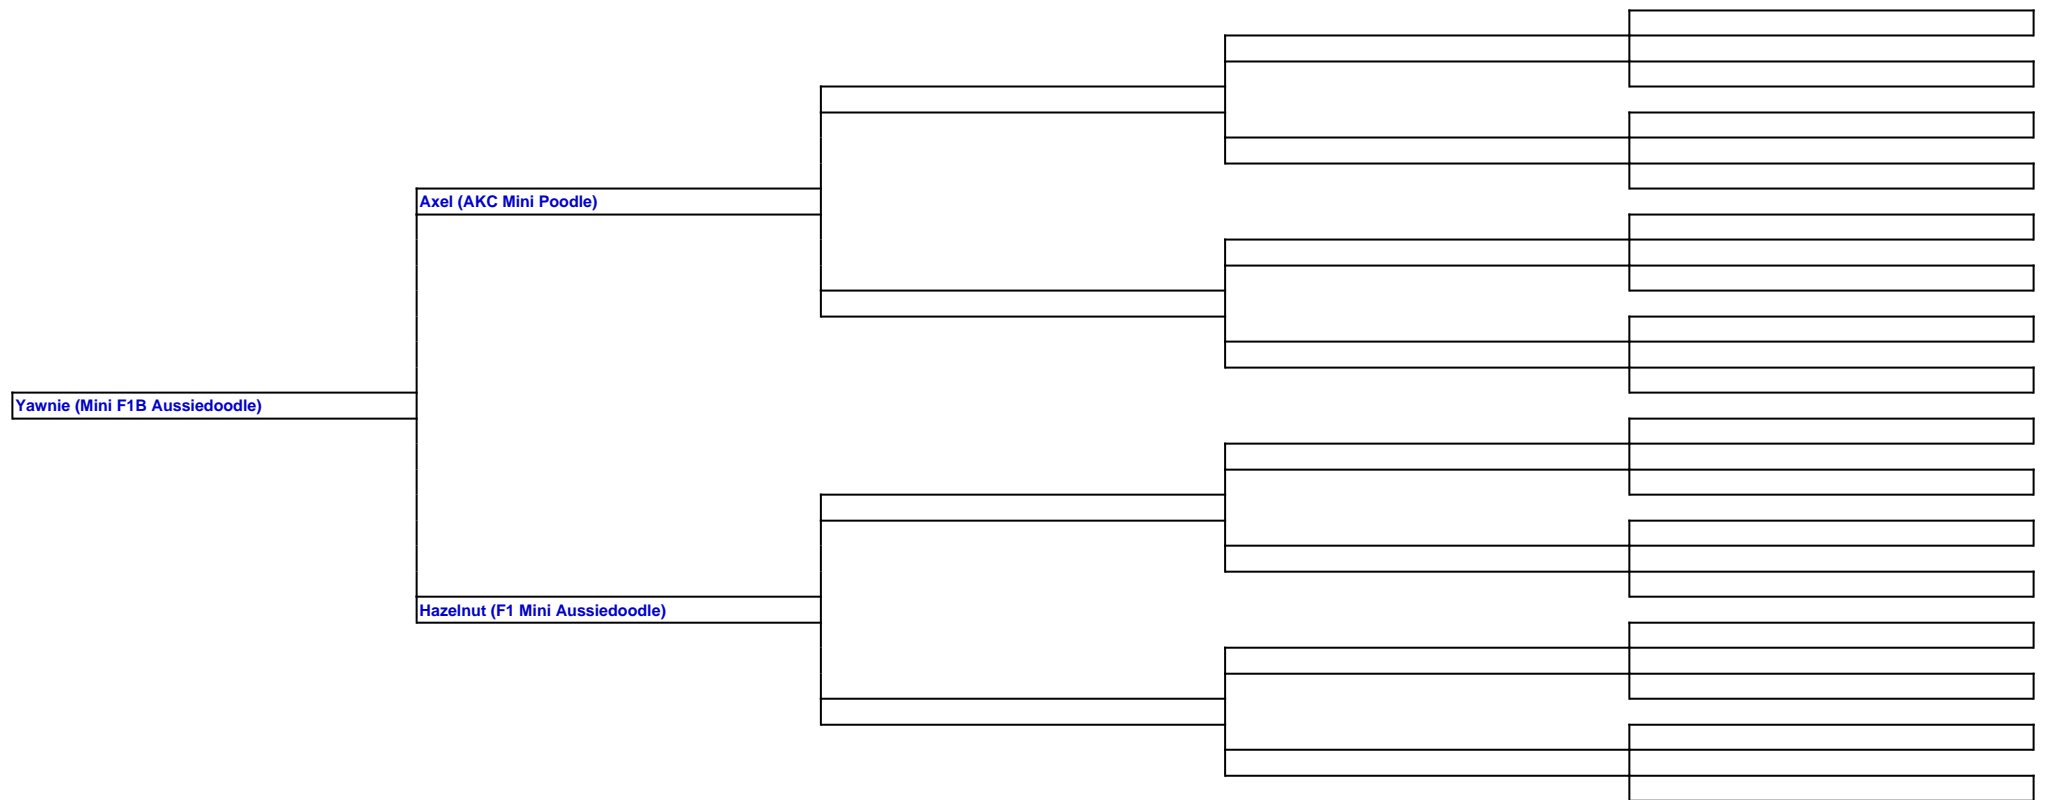 Axel (AKC Mini Poodle)
Yawnie (Mini F1B Aussiedoodle)
Hazelnut (F1 Mini Aussiedoodle)